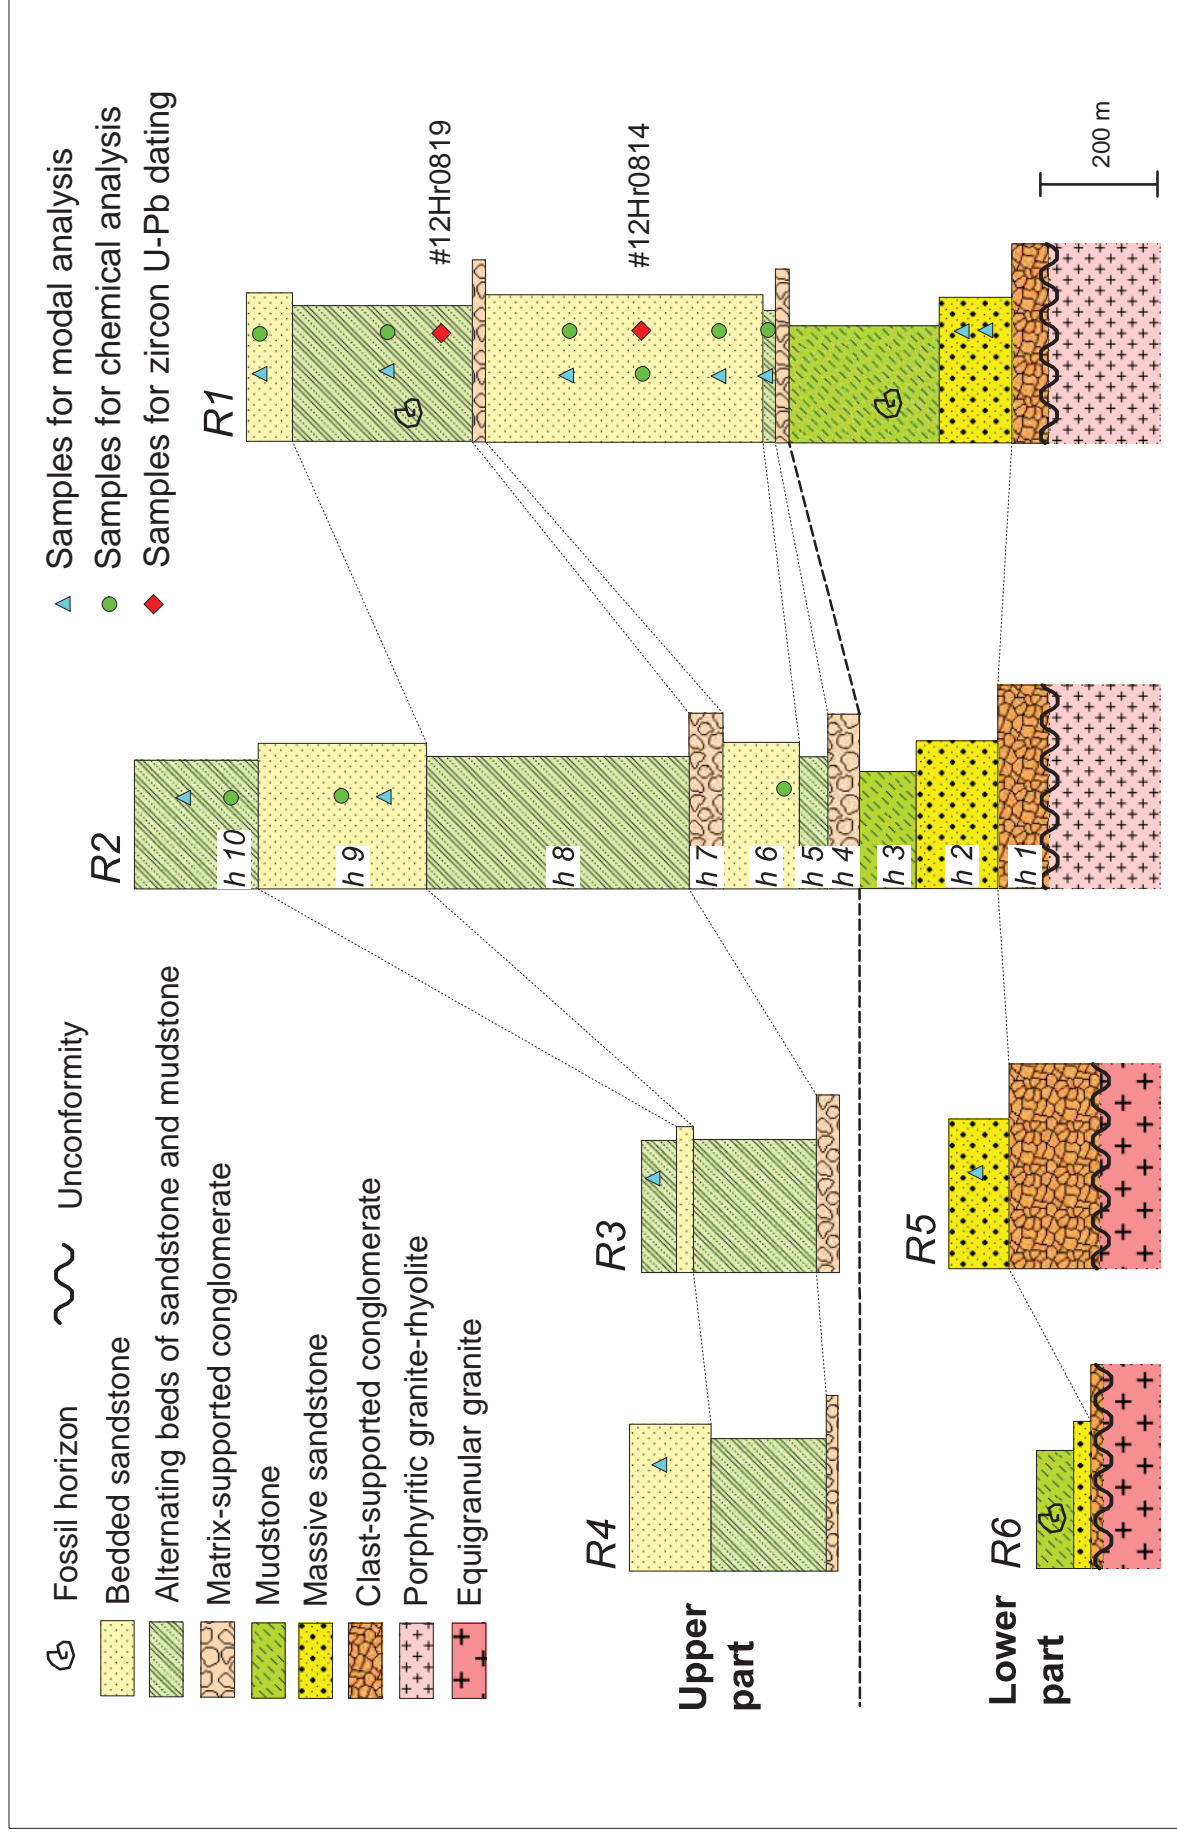 Fossil horizon
Unconformity
Bedded sandstone
Alternating beds of sandstone and mudstone
Matrix-supported conglomerate
Mudstone
Massive sandstone
Clast-supported conglomerate
Porphyritic granite-rhyolite
Equigranular granite
Samples for modal analysis
Samples for chemical analysis
Samples for zircon U-Pb dating
R4
R3
R2
R1
#12Hr0819
#12Hr0814
h 10
h 9
h 8
h 7
h 6
h 5
h 4
h 3
h 2
h 1
Upper
part
Lower
part
R6
R5
200 m